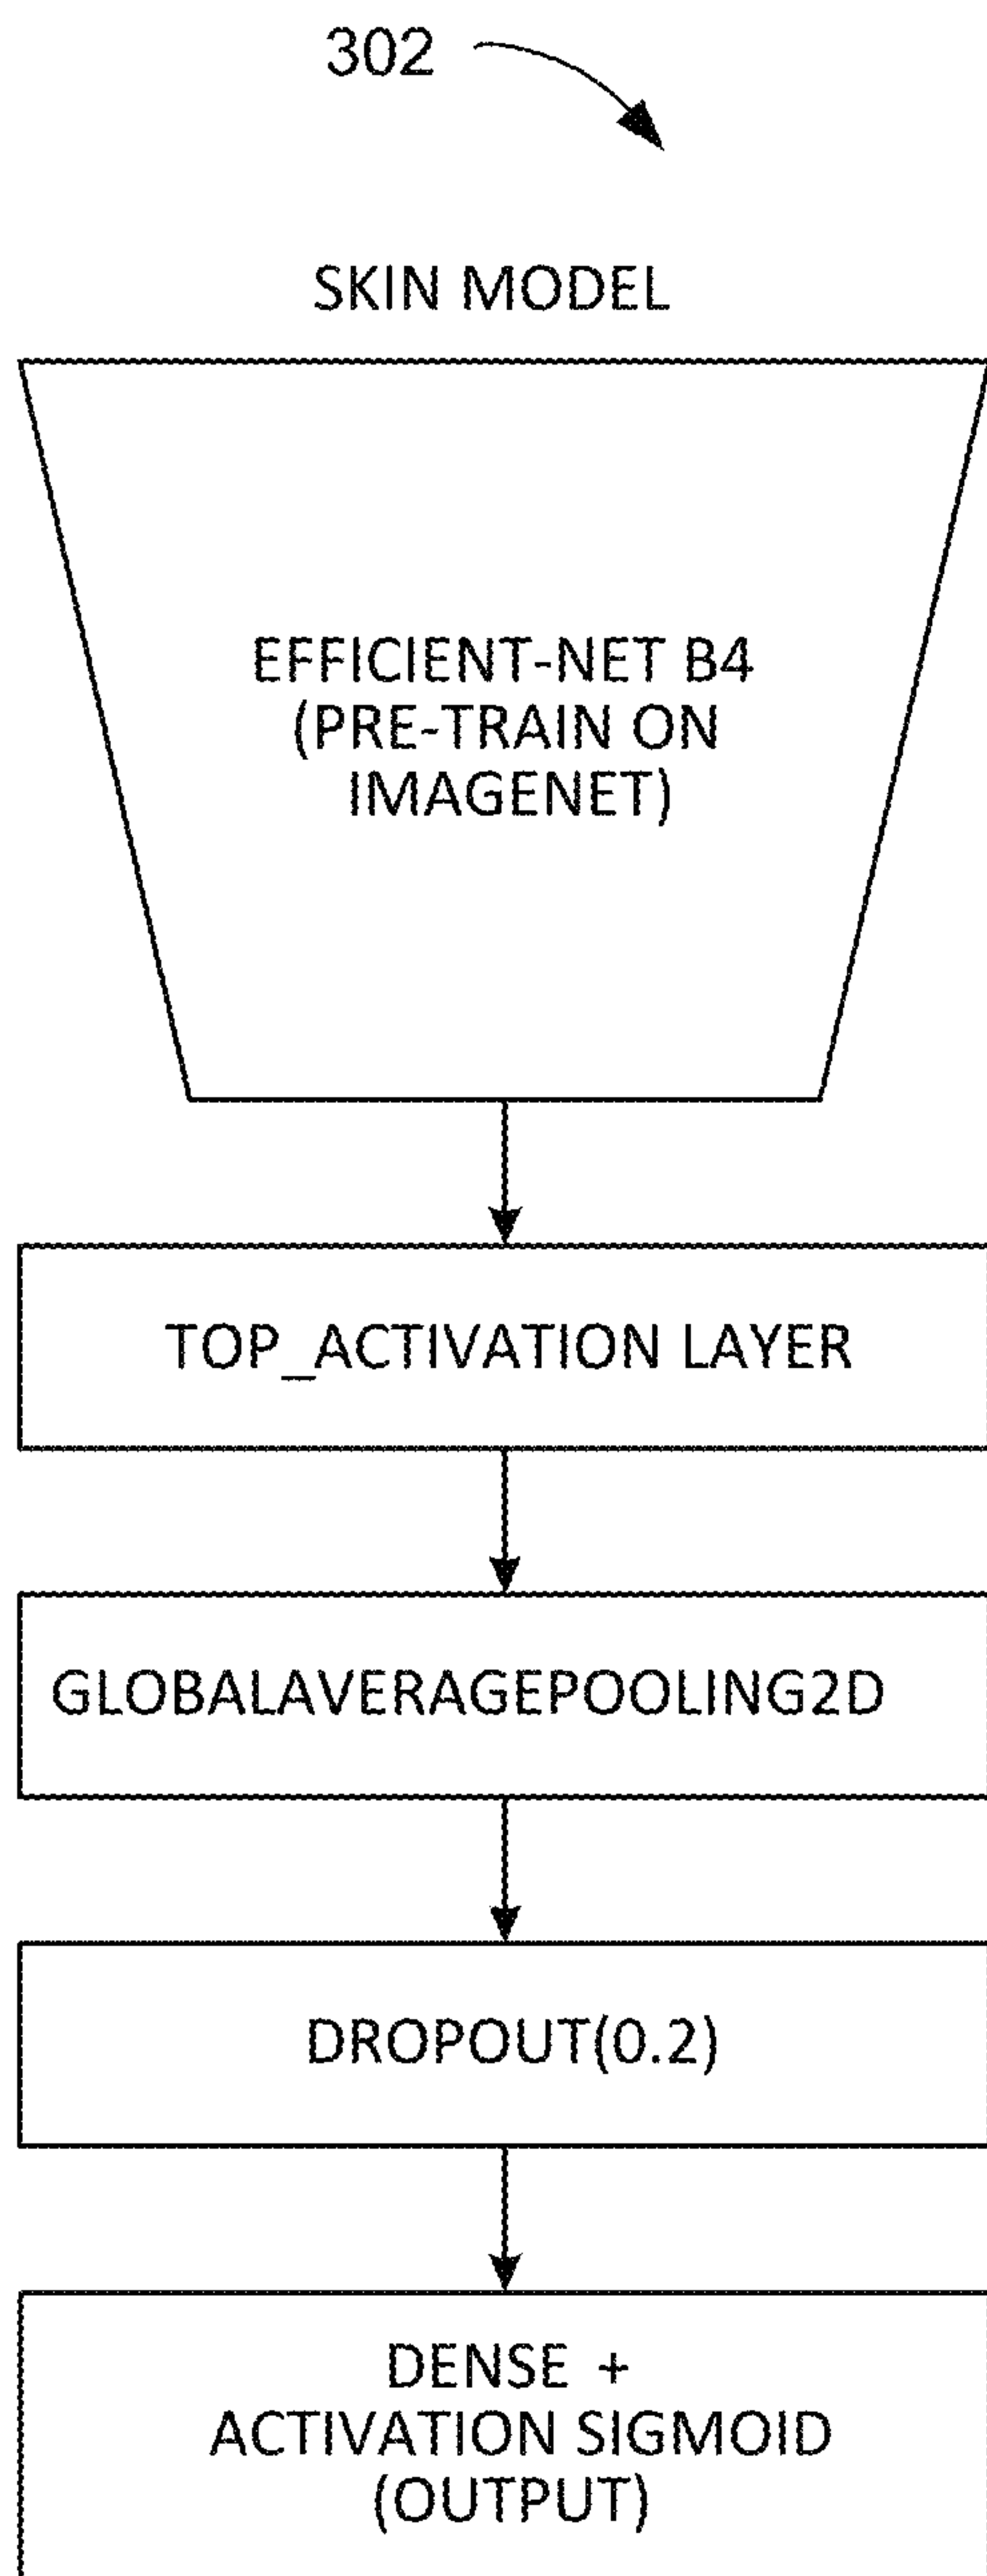 302
SKIN MODEL
EFFICIENT-NET B4
(PRE-TRAIN ON
IMAGENET)
TOP_ACTIVATION LAYER
GLOBALAVERAGEPOOLING2D
DROPOUT(0.2)
DENSE +
ACTIVATION SIGMOID
(OUTPUT)